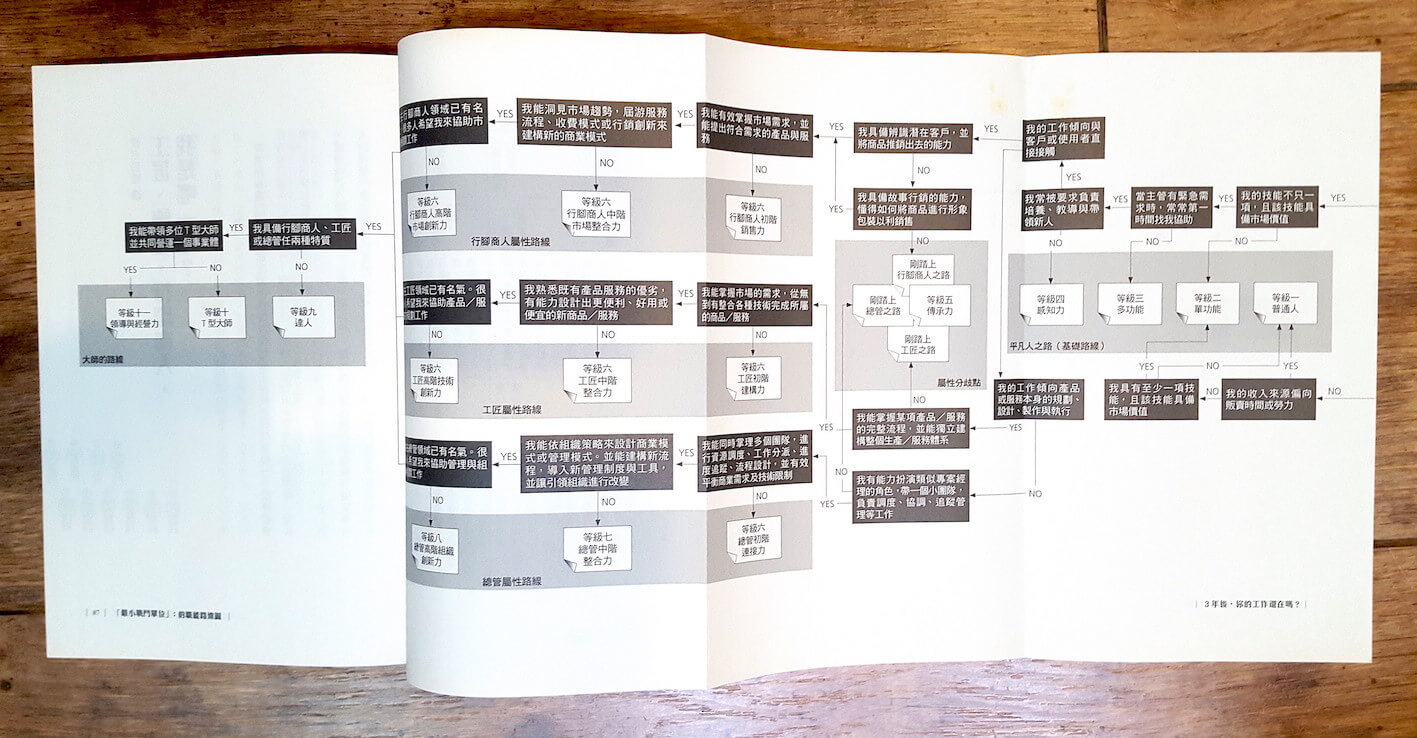 行腳商人領域已有名
多人希望我來協助市
工作
YES
我能洞見市場趨勢,屆游服務
流程、收費模式或行銷創新來
建構新的商業模式
YES
我能有效掌握市場需求,並
能提出符合需求的產品與服
務
YES
我具備辨識潛在客戶,並
將商品推銷出去的能力
YES
我的工作傾向與
客戶或使用者直
接接觸
NO
NO
NO
NO
YES
YES
等級六
行腳商人高階
市場創新力
等級六
行腳商人中階
市場整合力
等級六
行腳商人初階
銷售力
行腳商人屬性路線
我具備故事行銷的能力,
懂得如何將商品進行形象
包裝以利銷售
NO
我常被要求負責
培養、教導與帶
領新人
YES
當主管有緊急需
求時,常常第一
時間找我協助
YES
我的技能不只一
項,且該技能具
備市場價值
YES
NO
NO
NO
我能帶領多位T型大師
並共同營運一個事業體
YES
我具備行腳商人、工匠
或總管任兩種特質
YES
YES
NO
NO
等級十一
領導與經營力
等級十
T型大師
等級九
達人
大師的路線
剛踏上
行腳商人之路
剛踏上
總管之路
等級五
傳承力
剛踏上
工匠之路
屬性分歧點
等級四
感知力
等級三
多功能
等級二
單功能
等級一
普通人
平凡人之路(基礎路線)
工匠領域已有名氣。很
希望我來協助產品/服
工作
YES
我熟悉既有產品服務的優劣,
有能力設計出更便利、好用或
便宜的新商品/服務
YES
我能掌握市場的需求,從無
到有整合各種技術完成所屬
的商品/服務
YES
NO
NO
NO
等級六
工匠高階技術
創新力
等級六
工匠中階
整合力
等級六
工匠初階
建構力
工匠屬性路線
NO
YES
NO
YES
我的工作傾向產品
或服務本身的規劃、
設計、製作與執行
我具有至少一項技
能,且該技能具備
市場價值
NO
我的收入來源偏向
販賣時間或勞力
NO
我能掌握某項產品/服務
的完整流程,並能獨立建
構整個生產/服務體系
YES
YES
總管領域已有名氣。很
希望我來協助管理與組
工作
YES
我能依組織策略來設計商業模
式或管理模式。並能建構新流
程,導入新管理制度與工具,
並讓引領組織進行改變
YES
我能同時掌理多個團隊,進
行資源調度、工作分派、進
度追蹤、流程設計,並有效
平衡商業需求及技術限制
NO
YES
我有能力扮演類似專案經
理的角色,帶一個小團隊,
負責調度、協調、追蹤管
理等工作
NO
NO
NO
NO
等級八
總管高階組織
創新力
等級七
總管中階
整合力
等級六
總管初階
連接力
總管屬性路線
| 87 | 「最小戰鬥單位」:前職藍籍流圖 |
| 3年後,你的工作還在嗎? |